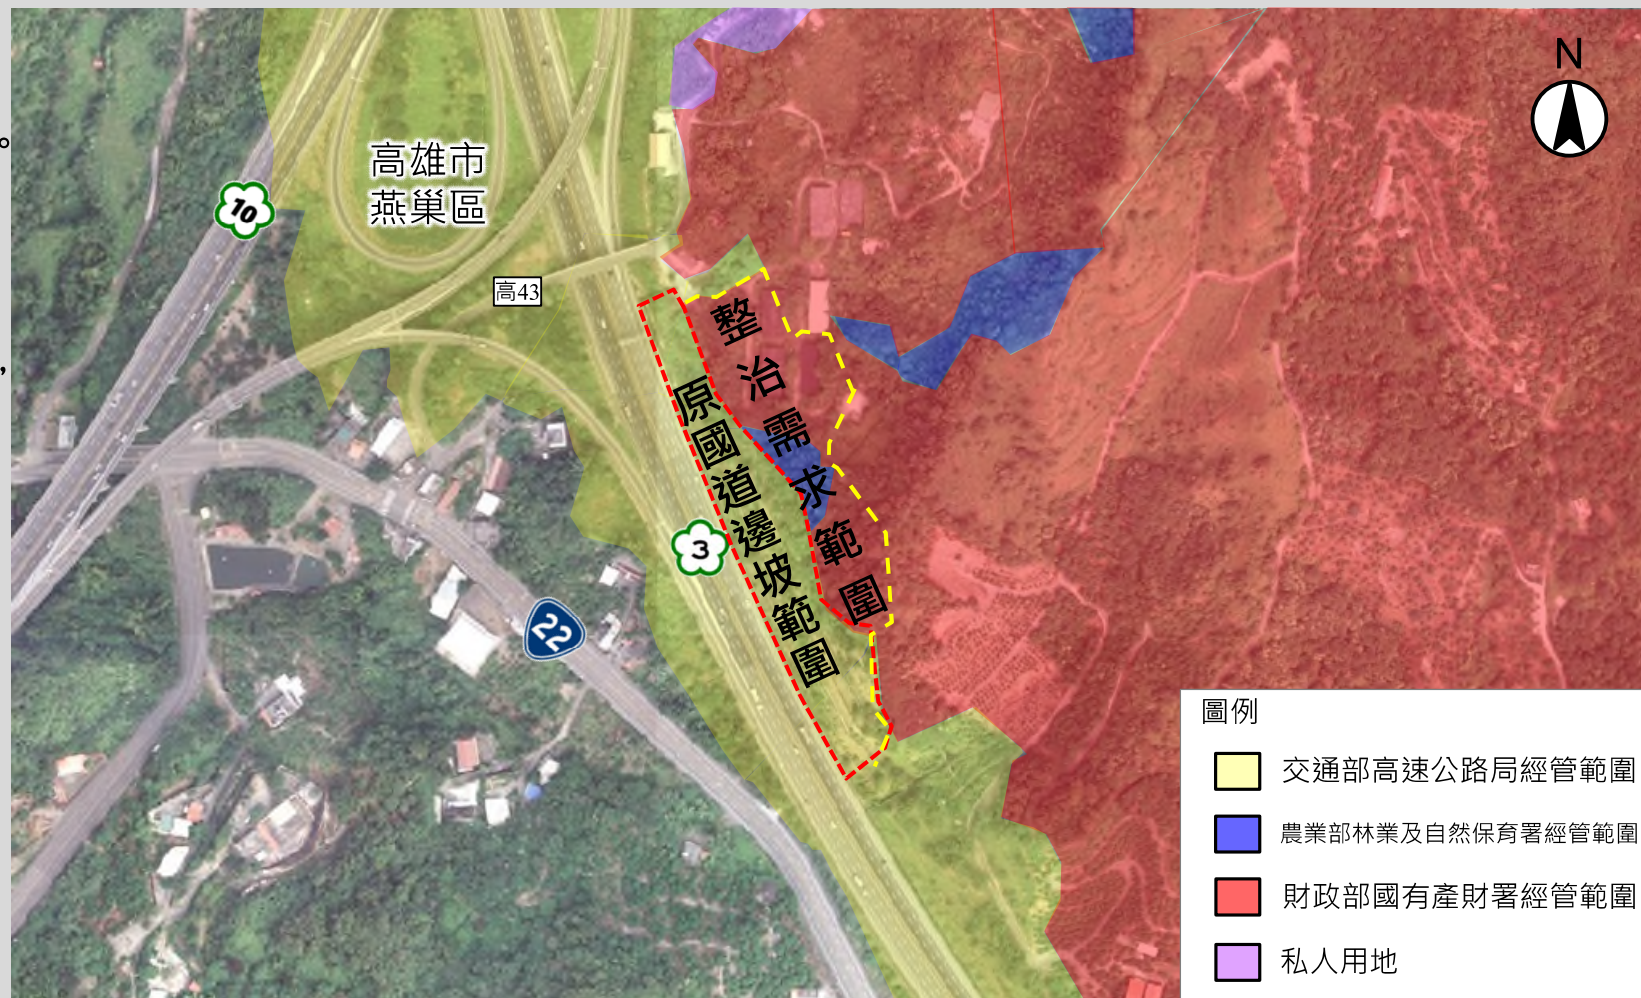 。
，
N
高雄市
燕巢區
10
高43
整治需求範圍
原國道邊坡範圍
3
22
圖例
交通部高速公路局經管範圍
農業部林業及自然保育署經管範圍
財政部國有產財署經管範圍
私人用地